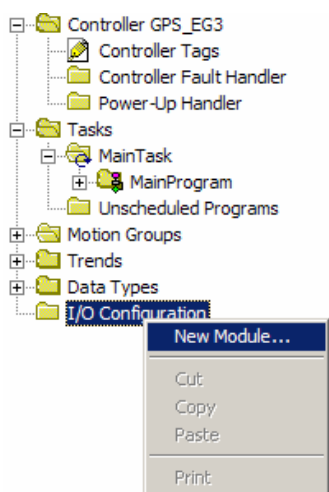 Controller GPS_EG3
Controller Tags
Controller Fault Handler
Power-Up Handler
Tasks
MainTask
MainProgram
Unscheduled Programs
Motion Groups
Trends
Data Types
I/O Configuration
New Module...
Cut
Copy
Paste
Print